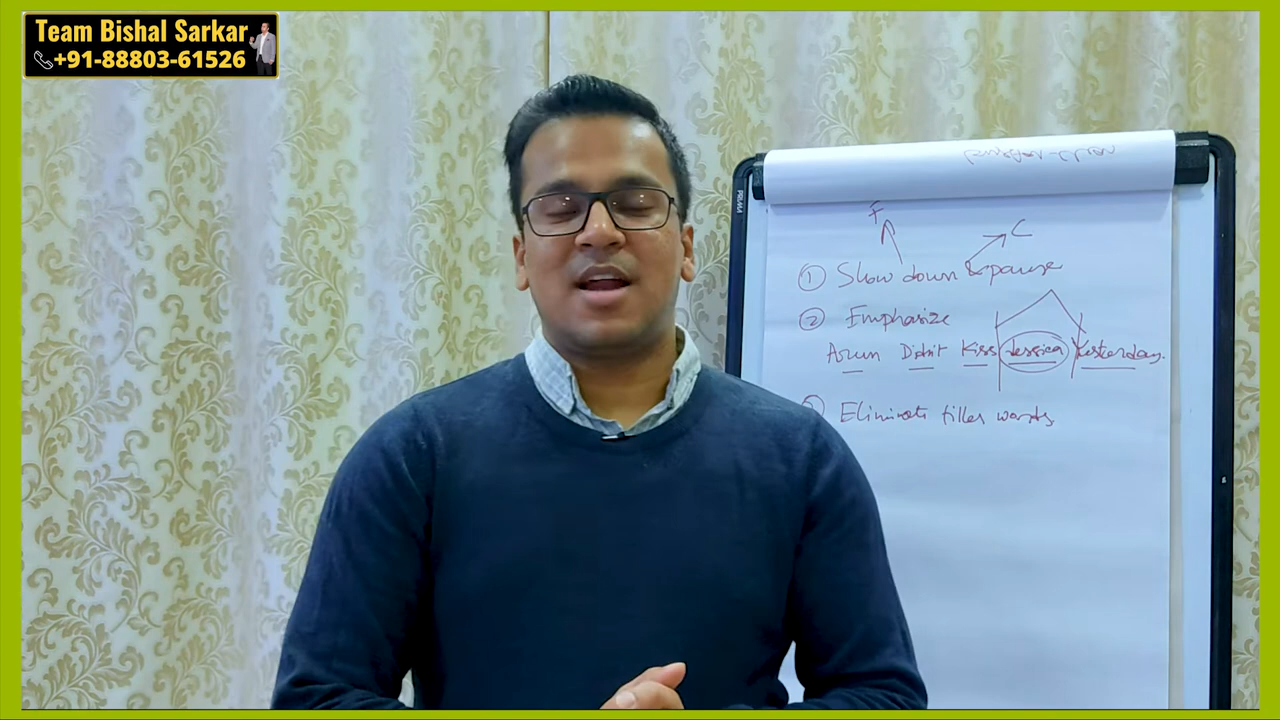 Team Bishal Sarkar
+91-88803-61526
F
C
① Slow down & pause
② Emphasize
Arun Didn't Kiss Jessica Yesterday.
Eliminate filler words
PRIMA